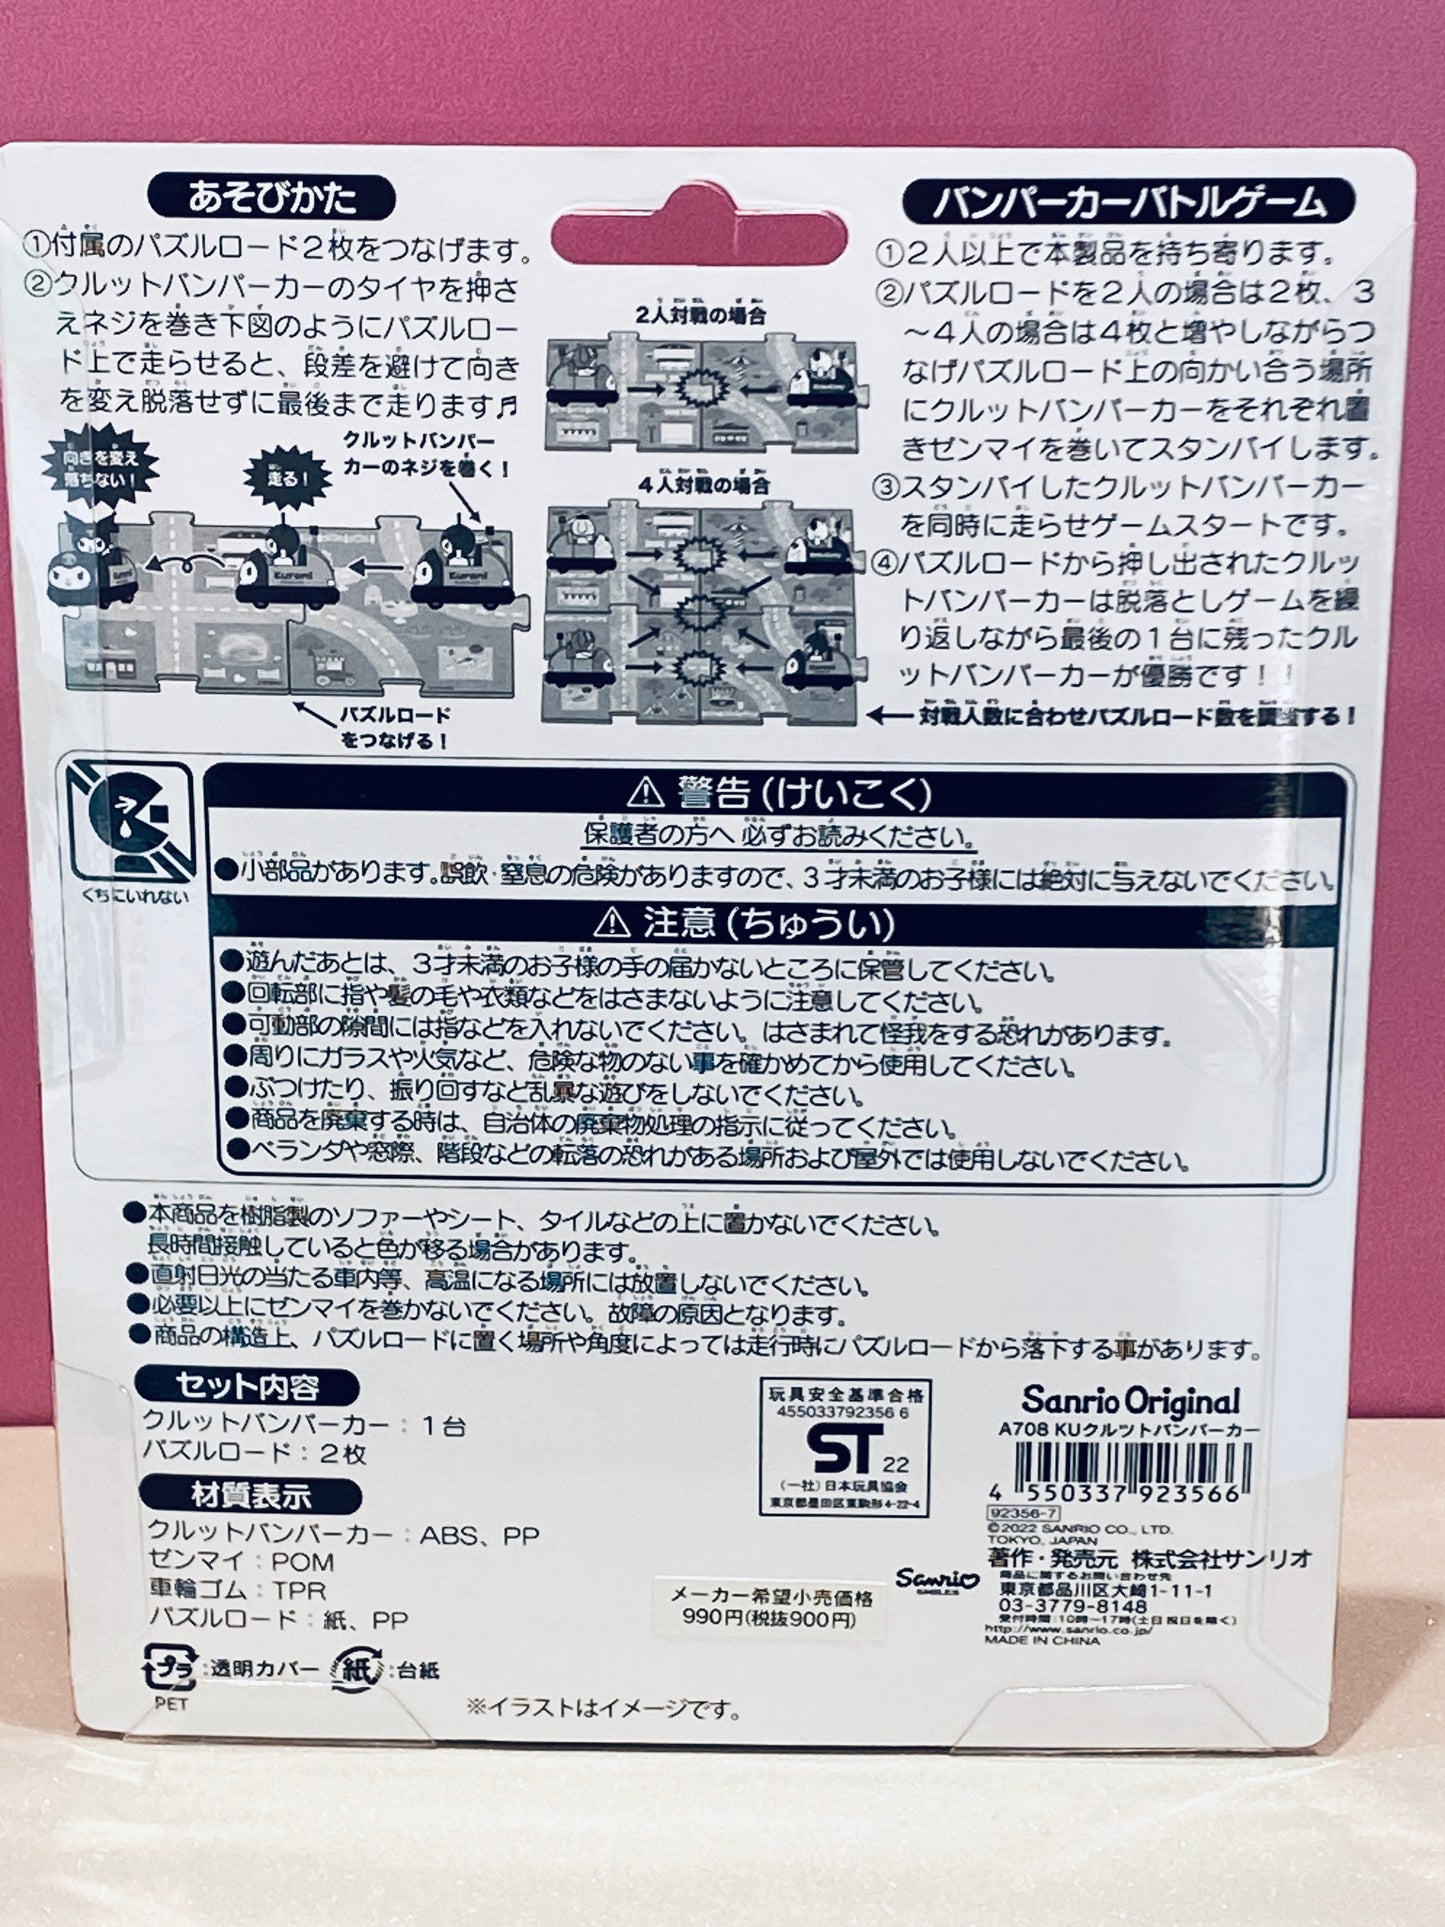 あそびかた
①付属のパズルロード2枚をつなげます。
②クルットバンパーカーのタイヤを押さ
えネジを巻き下図のようにパズルロー
ド上で走らせると、段差を避けて向き
を変え脱落せずに最後まで走ります♬
クルットバンパー
カーのネジを巻く!
向きを変え
落ちない!
走る!
Kuromi
Kuromi
パズルロード
をつなげる!
2人対戦の場合
4人対戦の場合
バンパーカーバトルゲーム
①2人以上で本製品を持ち寄ります。
②パズルロードを2人の場合は2枚、3
～4人の場合は4枚と増やしながらつ
なげパズルロード上の向かい合う場所
にクルットバンパーカーをそれぞれ置
きゼンマイを巻いてスタンバイします。
③スタンバイしたクルットバンパーカー
を同時に走らせゲームスタートです。
④パズルロードから押し出されたクルッ
トバンパーカーは脱落としゲームを繰
り返しながら最後の1台に残ったクル
ットバンパーカーが優勝です!!
対戦人数に合わせパズルロード数を調整する!
くちにいれない
⚠ 警告(けいこく)
保護者の方へ 必ずお読みください。
●小部品があります。誤飲・窒息の危険がありますので、3才未満のお子様には絶対に与えないでください。
⚠ 注意(ちゅうい)
●遊んだあとは、3才未満のお子様の手の届かないところに保管してください。
●回転部に指や髪の毛や衣類などをはさまないように注意してください。
●可動部の隙間には指などを入れないでください。はさまれて怪我をする恐れがあります。
●周りにガラスや火気など、危険な物のない事を確かめてから使用してください。
●ぶつけたり、振り回すなど乱暴な遊びをしないでください。
●商品を廃棄する時は、自治体の廃棄物処理の指示に従ってください。
●ベランダや窓際、階段などの転落の恐れがある場所および屋外では使用しないでください。
●本商品を樹脂製のソファーやシート、タイルなどの上に置かないでください。
長時間接触していると色が移る場合があります。
●直射日光の当たる車内等、高温になる場所には放置しないでください。
●必要以上にゼンマイを巻かないでください。故障の原因となります。
●商品の構造上、パズルロードに置く場所や角度によっては走行時にパズルロードから落下する事があります。
セット内容
クルットバンパーカー：1台
パズルロード：2枚
材質表示
クルットバンパーカー：ABS、PP
ゼンマイ：POM
車輪ゴム：TPR
パズルロード：紙、PP
プラ：透明カバー 紙：台紙
PET
※イラストはイメージです。
玩具安全基準合格
455033792356 6
ST 22
(一社)日本玩具協会
東京都墨田区東駒形4-22-4
メーカー希望小売価格
990円(税抜900円)
Sanrio Original
A708 KUクルットバンパーカー
4 550337 923566
92356-7
©2022 SANRIO CO., LTD.
TOKYO, JAPAN
著作・発売元 株式会社サンリオ
Sanrio
SMILES
商品に関するお問い合わせ先
東京都品川区大崎1-11-1
03-3779-8148
受付時間：10時～17時(土日祝日を除く)
http://www.sanrio.co.jp/
MADE IN CHINA